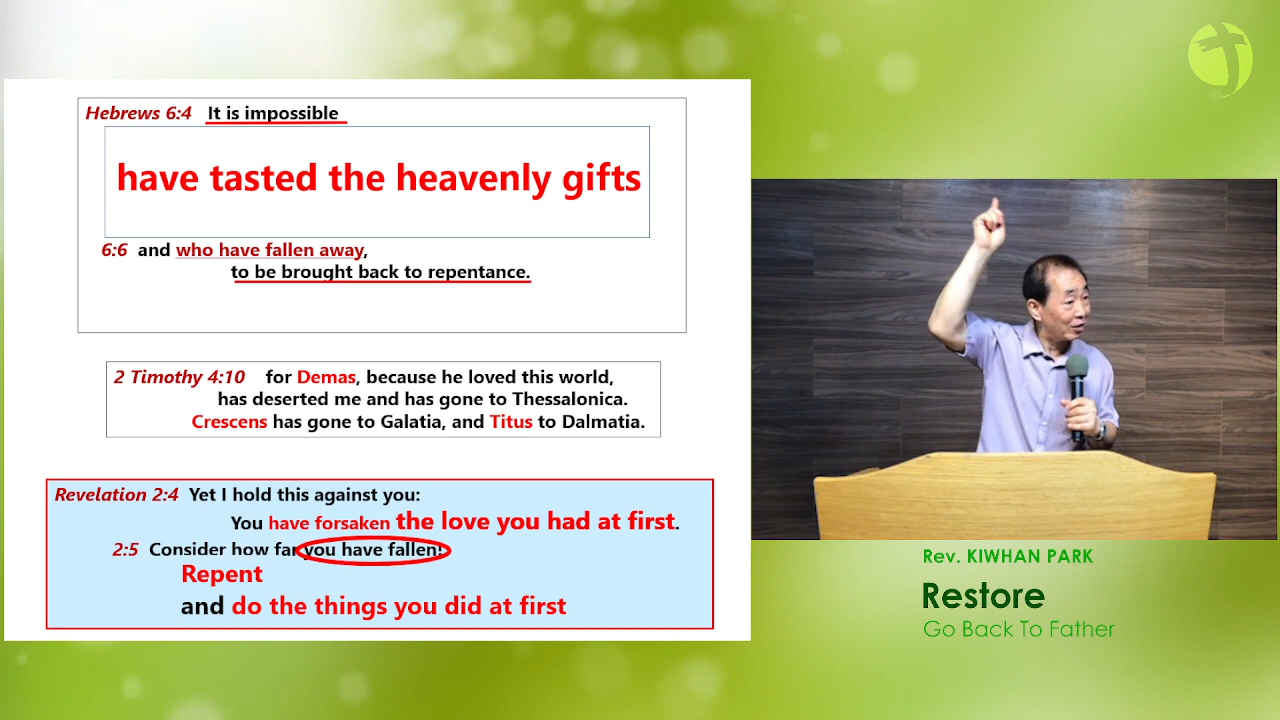 Hebrews 6:4 It is impossible
have tasted the heavenly gifts
6:6 and who have fallen away,
to be brought back to repentance.
2 Timothy 4:10 for Demas, because he loved this world,
has deserted me and has gone to Thessalonica.
Crescens has gone to Galatia, and Titus to Dalmatia.
Revelation 2:4 Yet I hold this against you:
You have forsaken the love you had at first.
2:5 Consider how far you have fallen!
Repent
and do the things you did at first
Rev. KIWHAN PARK
Restore
Go Back To Father